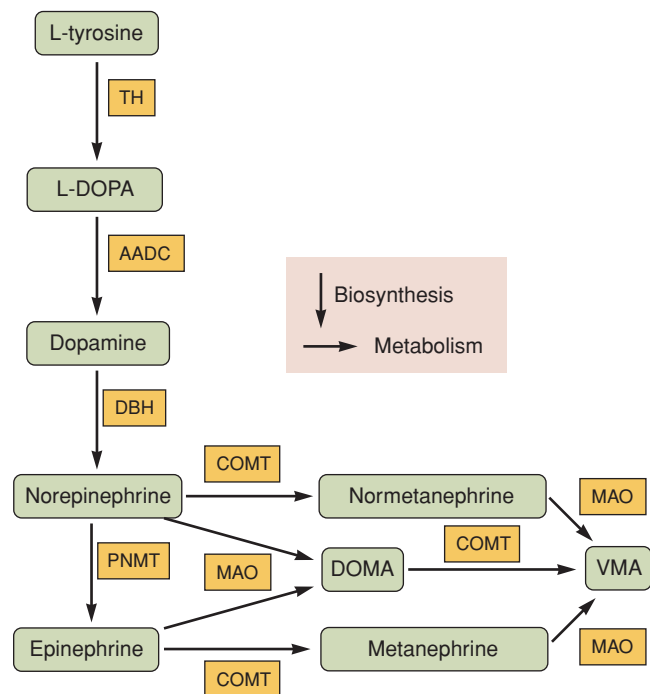 L-tyrosine
TH
L-DOPA
AADC
Biosynthesis
Metabolism
Dopamine
DBH
COMT
Norepinephrine
Normetanephrine
MAO
COMT
PNMT
MAO
DOMA
VMA
Epinephrine
Metanephrine
MAO
COMT